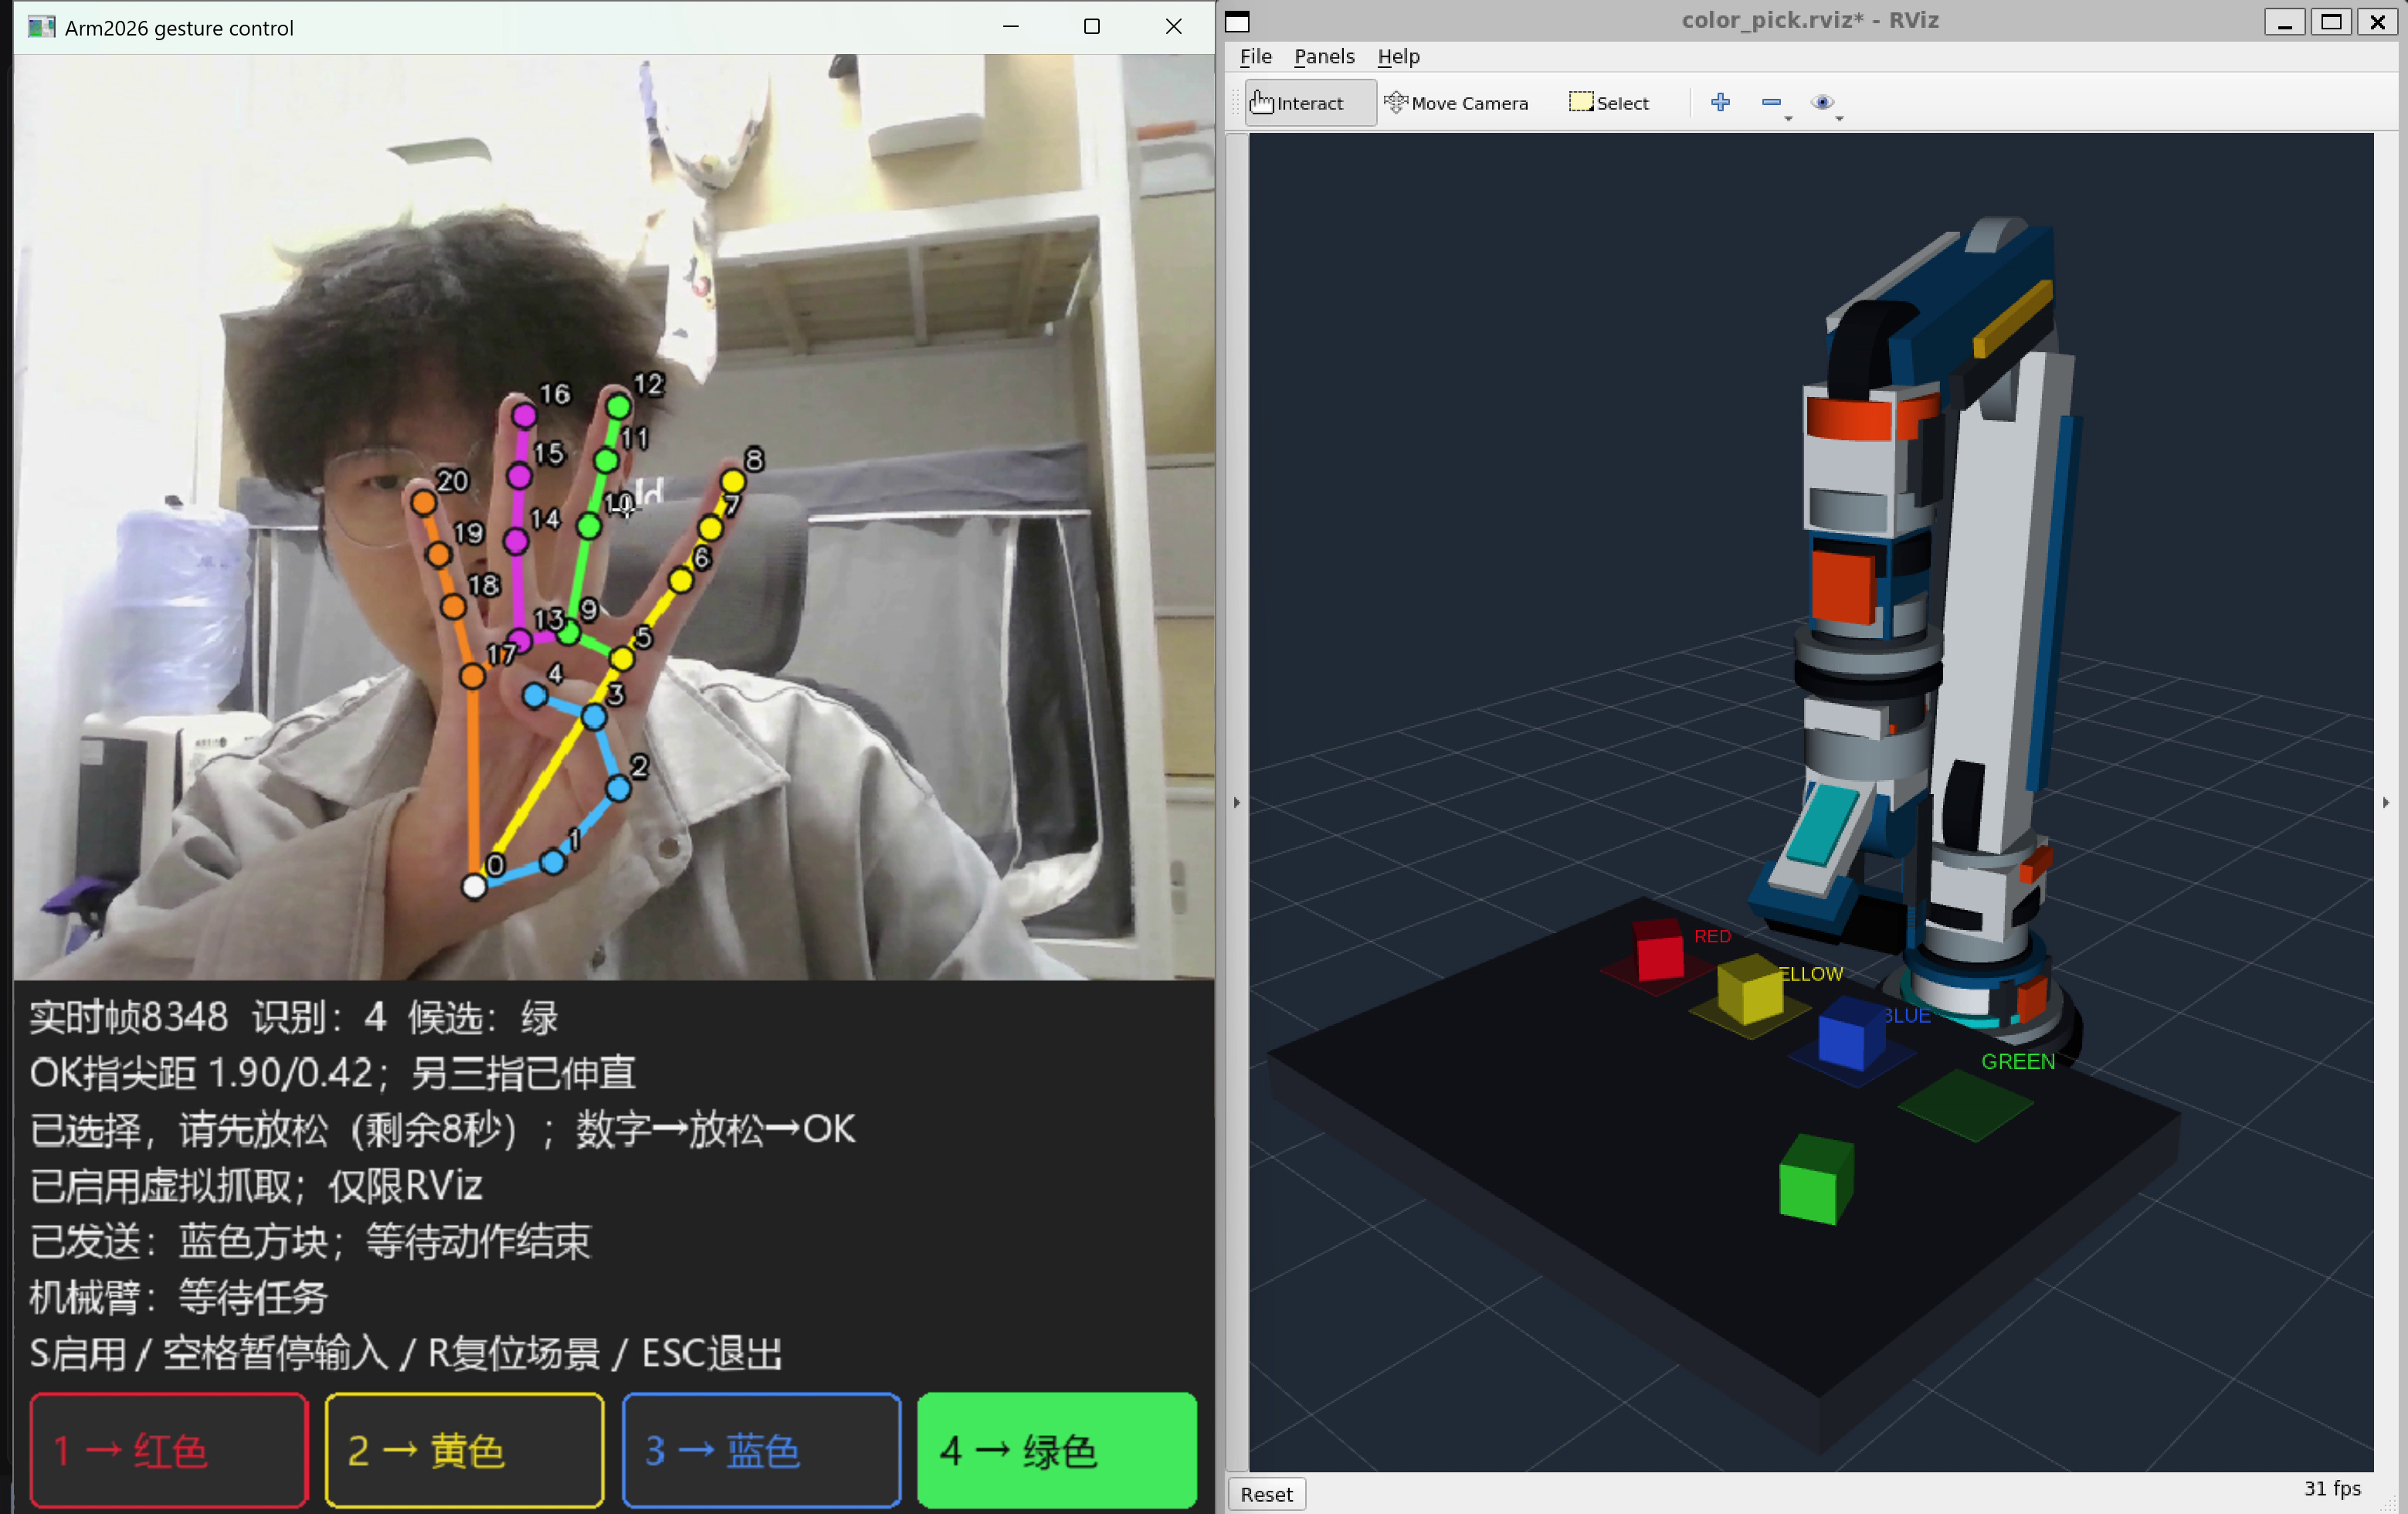 Arm2026 gesture control
16
12
15
11
8
20
10
ld
7
14
19
6
18
9
13
5
17
4
3
2
1
0
实时帧8348 识别：4 候选：绿
OK指尖距 1.90/0.42；另三指已伸直
已选择，请先放松（剩余8秒）；数字→放松→OK
已启用虚拟抓取；仅限RViz
已发送：蓝色方块；等待动作结束
机械臂：等待任务
S启用 / 空格暂停输入 / R复位场景 / ESC退出
1 → 红色
2 → 黄色
3 → 蓝色
4 → 绿色
color_pick.rviz* - RViz
File Panels Help
Interact Move Camera Select
RED
ELLOW
BLUE
GREEN
Reset
31 fps